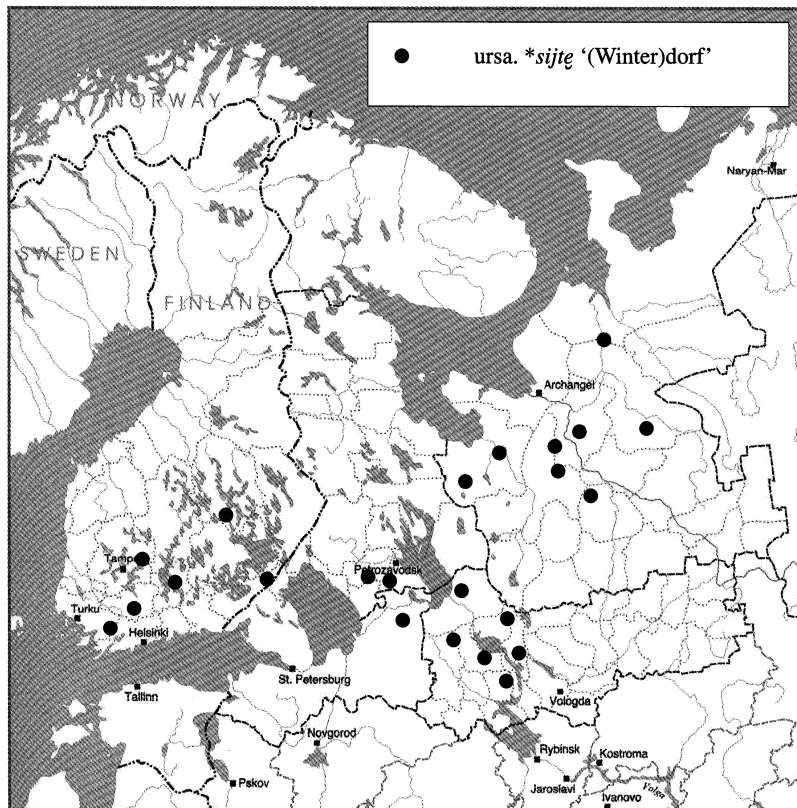 ursa. *sijtę ‘(Winter)dorf’
NORWAY
Naryan-Mar
SWEDEN
FINLAND
Archangel
Petrozavodsk
Turku
Helsinki
St. Petersburg
Tallinn
Vologda
Novgorod
Rybinsk
Kostroma
Pskov
Jaroslavl
Volga
Ivanovo